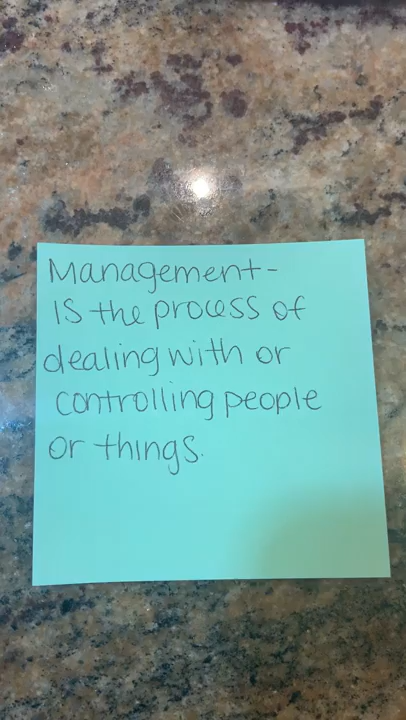 Management-
is the process of
dealing with or
controlling people
or things.